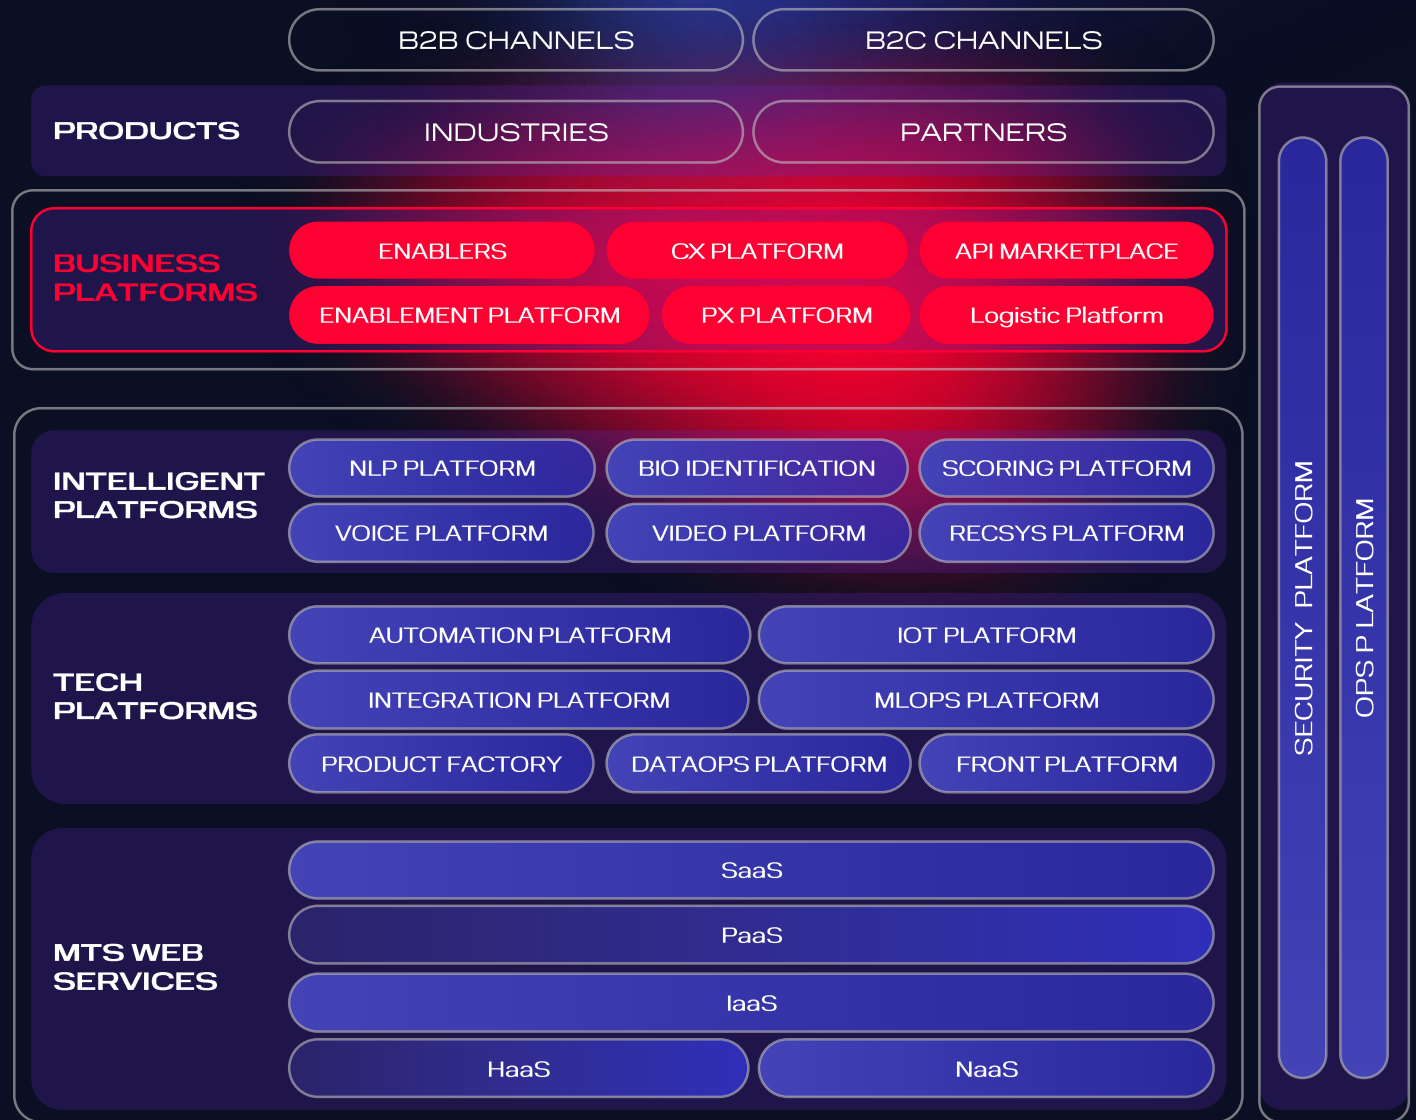 B2B CHANNELS
B2C CHANNELS
PRODUCTS
INDUSTRIES
PARTNERS
BUSINESS
PLATFORMS
ENABLERS
CX PLATFORM
API MARKETPLACE
ENABLEMENT PLATFORM
PX PLATFORM
Logistic Platform
INTELLIGENT
PLATFORMS
NLP PLATFORM
BIO IDENTIFICATION
SCORING PLATFORM
VOICE PLATFORM
VIDEO PLATFORM
RECSYS PLATFORM
TECH
PLATFORMS
AUTOMATION PLATFORM
IOT PLATFORM
INTEGRATION PLATFORM
MLOPS PLATFORM
PRODUCT FACTORY
DATAOPS PLATFORM
FRONT PLATFORM
MTS WEB
SERVICES
SaaS
PaaS
IaaS
HaaS
NaaS
SECURITY PLATFORM
OPS P LATFORM